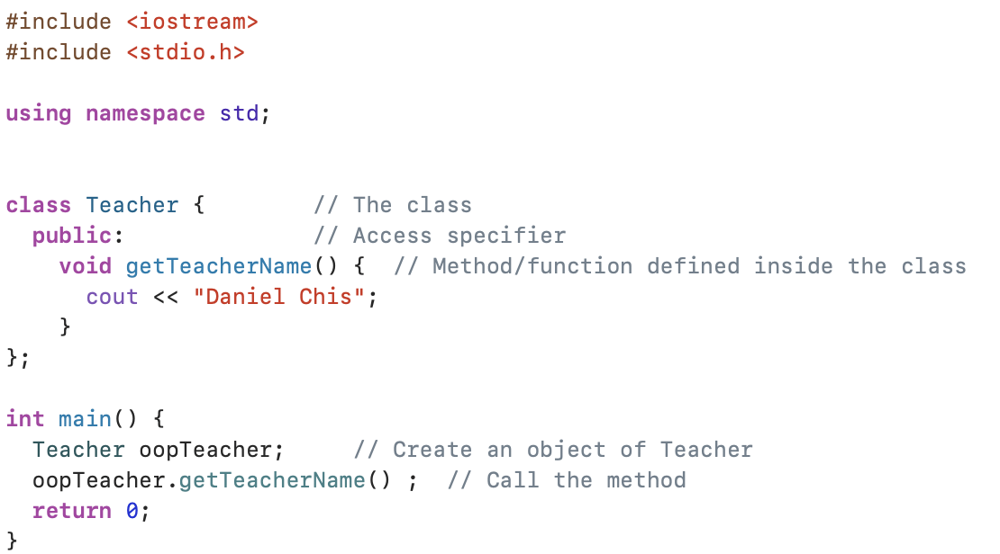 #include <iostream>
#include <stdio.h>
using namespace std;
class Teacher {        // The class
  public:              // Access specifier
    void getTeacherName() {  // Method/function defined inside the class
      cout << "Daniel Chis";
    }
};
int main() {
  Teacher oopTeacher;     // Create an object of Teacher
  oopTeacher.getTeacherName() ;  // Call the method
  return 0;
}